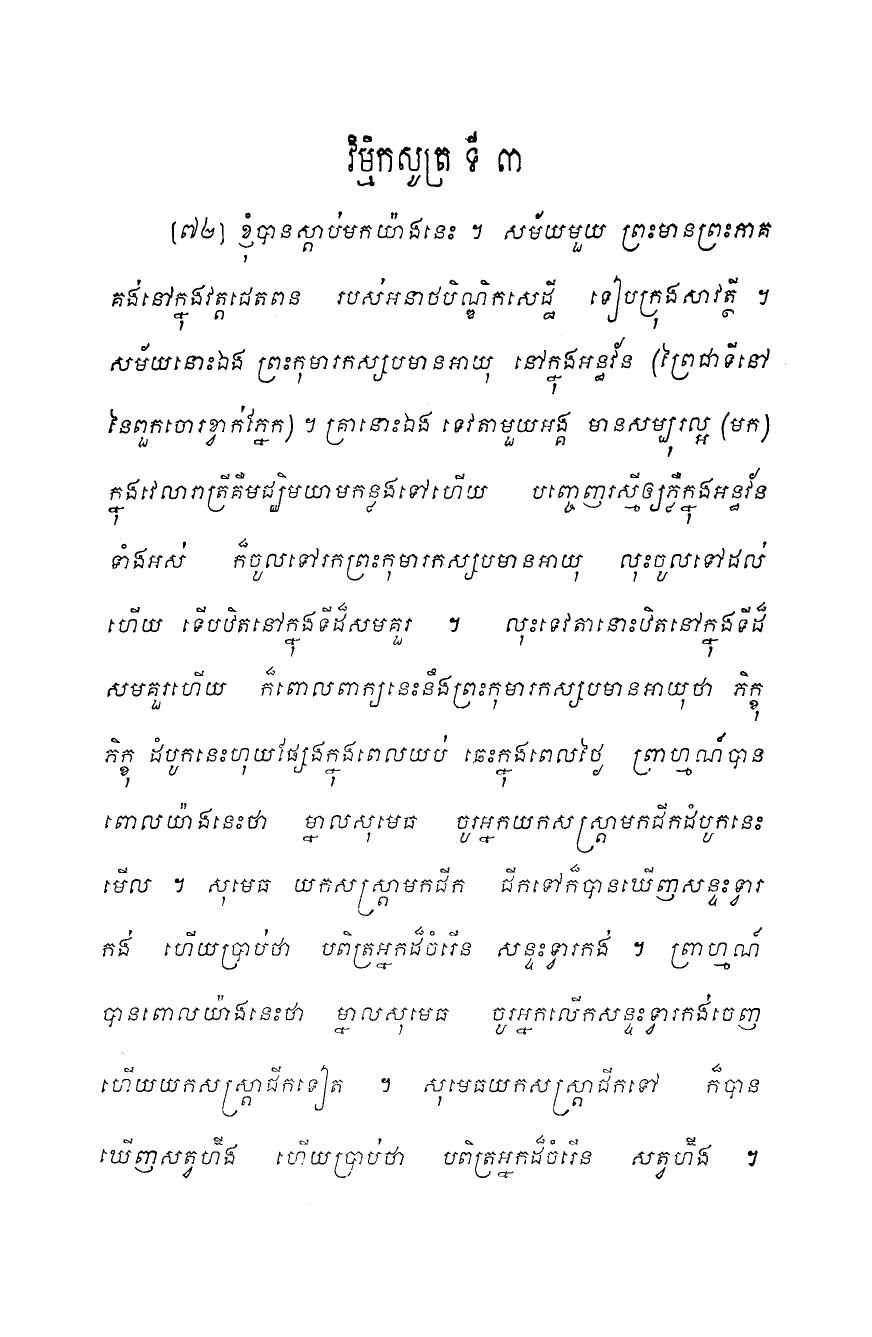 វម្មិកសូត្រ ទី ៣
(៧២) ខ្ញុំបានស្តាប់មកយ៉ាងនេះ ។ សម័យមួយ ព្រះមានព្រះភាគ
គង់នៅក្នុងវត្តជេតពន របស់អនាថបិណ្ឌិកសេដ្ឋី ទៀបក្រុងសាវត្ថី ។
សម័យនោះឯង ព្រះកុមារកស្សបមានអាយុ នៅក្នុងអន្ធវ័ន (ព្រៃជាទីនៅ
នៃពួកចោរខ្វាក់ភ្នែក) ។ គ្រានោះឯង ទេវតាមួយអង្គ មានសម្បុរល្អ (មក)
ក្នុងវេលារាត្រីគឺមជ្ឈិមយាមកន្លងទៅហើយ បញ្ចេញរស្មីឲ្យភ្លឺក្នុងអន្ធវ័ន
ទាំងអស់ ក៏ចូលទៅរកព្រះកុមារកស្សបមានអាយុ លុះចូលទៅដល់
ហើយ ទើបឋិតនៅក្នុងទីដ៏សមគួរ ។ លុះទេវតានោះឋិតនៅក្នុងទីដ៏
សមគួរហើយ ក៏ពោលពាក្យនេះនឹងព្រះកុមារកស្សបមានអាយុថា ភិក្ខុ
ភិក្ខុ ដំបូកនេះហុយផ្សែងក្នុងពេលយប់ ឆេះក្នុងពេលថ្ងៃ ព្រាហ្មណ៍បាន
ពោលយ៉ាងនេះថា ម្នាលសុមេធ ចូរអ្នកយកសស្ត្រាមកជីកដំបូកនេះ
មើល ។ សុមេធ យកសស្ត្រាមកជីក ជីកទៅក៏បានឃើញសន្ទះទ្វារ
កង់ ហើយប្រាប់ថា បពិត្រអ្នកដ៏ចំរើន សន្ទះទ្វារកង់ ។ ព្រាហ្មណ៍
បានពោលយ៉ាងនេះថា ម្នាលសុមេធ ចូរអ្នកលើកសន្ទះទ្វារកង់ចេញ
ហើយយកសស្ត្រាជីកទៀត ។ សុមេធយកសស្ត្រាជីកទៅ ក៏បាន
ឃើញសត្វហ៊ីង ហើយប្រាប់ថា បពិត្រអ្នកដ៏ចំរើន សត្វហ៊ីង ។